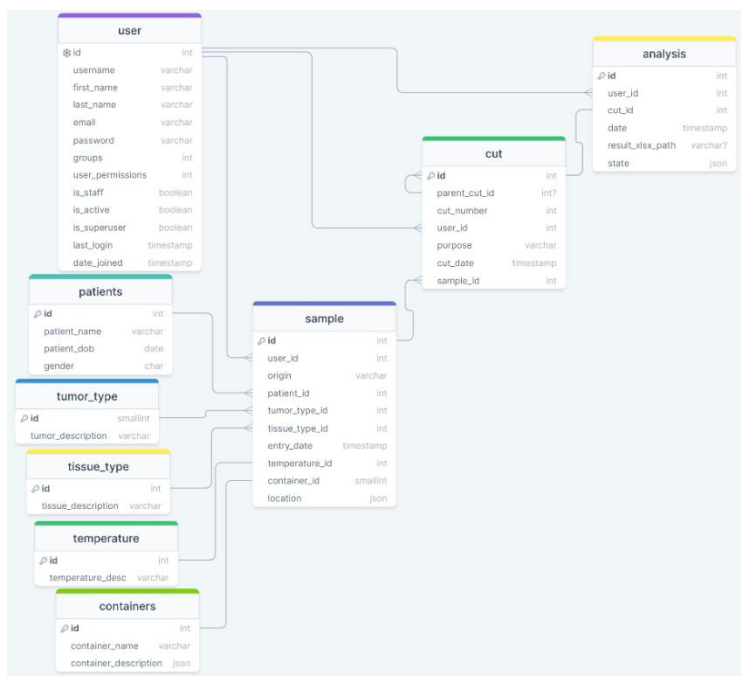 user
id int
username varchar
first_name varchar
last_name varchar
email varchar
password varchar
groups int
user_permissions int
is_staff boolean
is_active boolean
is_superuser boolean
last_login timestamp
date_joined timestamp
analysis
id int
user_id int
cut_id int
date timestamp
result_xlsx_path varchar?
state json
cut
id int
parent_cut_id int?
cut_number int
user_id int
purpose varchar
cut_date timestamp
sample_id int
patients
id int
patient_name varchar
patient_dob date
gender char
sample
id int
user_id int
origin varchar
patient_id int
tumor_type_id int
tissue_type_id int
entry_date timestamp
temperature_id int
container_id smallint
location json
tumor_type
id smallint
tumor_description varchar
tissue_type
id int
tissue_description varchar
temperature
id int
temperature_desc varchar
containers
id int
container_name varchar
container_description json